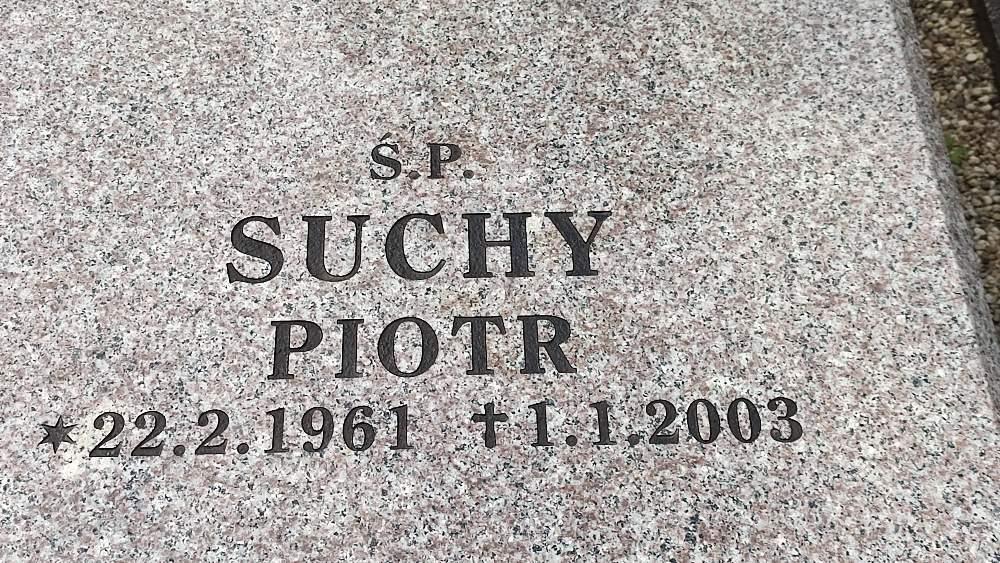 Ś.P.
SUCHY
PIOTR
✶22.2.1961 †1.1.2003